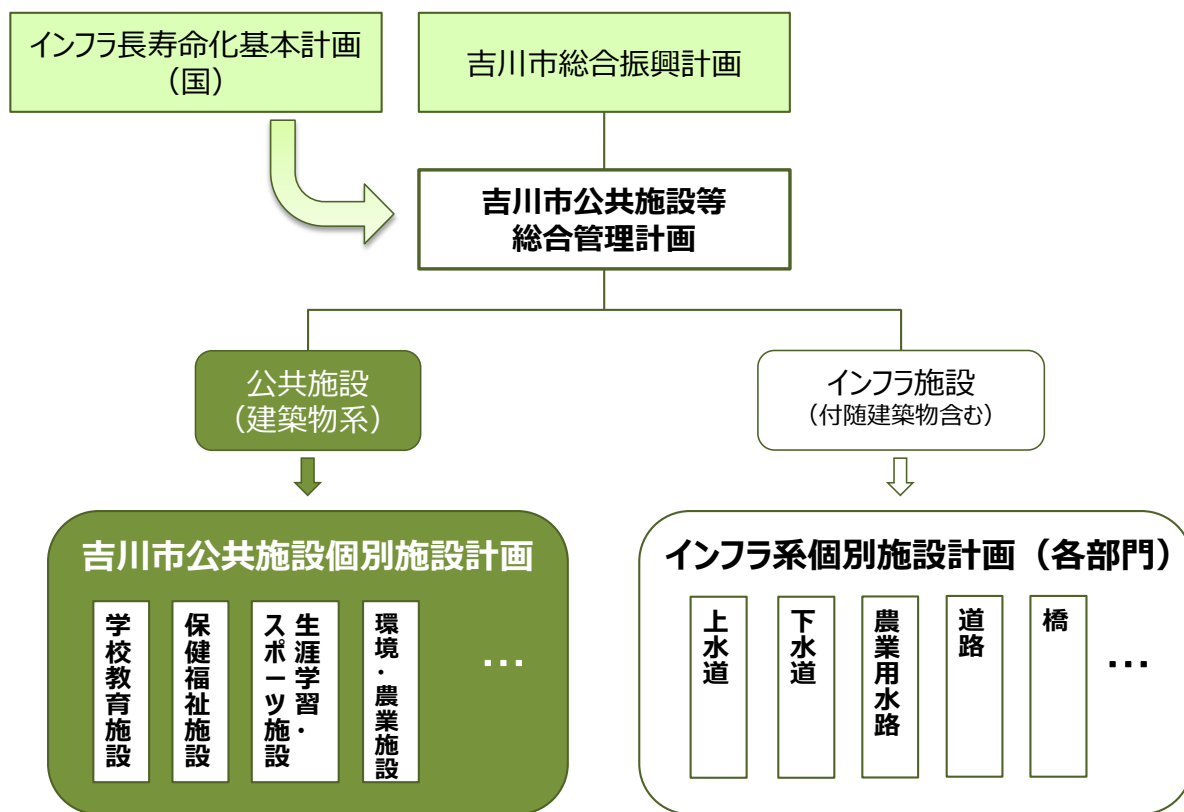 インフラ長寿命化基本計画
（国）
吉川市総合振興計画
吉川市公共施設等
総合管理計画
公共施設
（建築物系）
インフラ施設
（付随建築物含む）
吉川市公共施設個別施設計画
学校教育施設
保健福祉施設
生涯学習・
スポーツ施設
環境・農業施設
…
インフラ系個別施設計画（各部門）
上水道
下水道
農業用水路
道路
橋
…